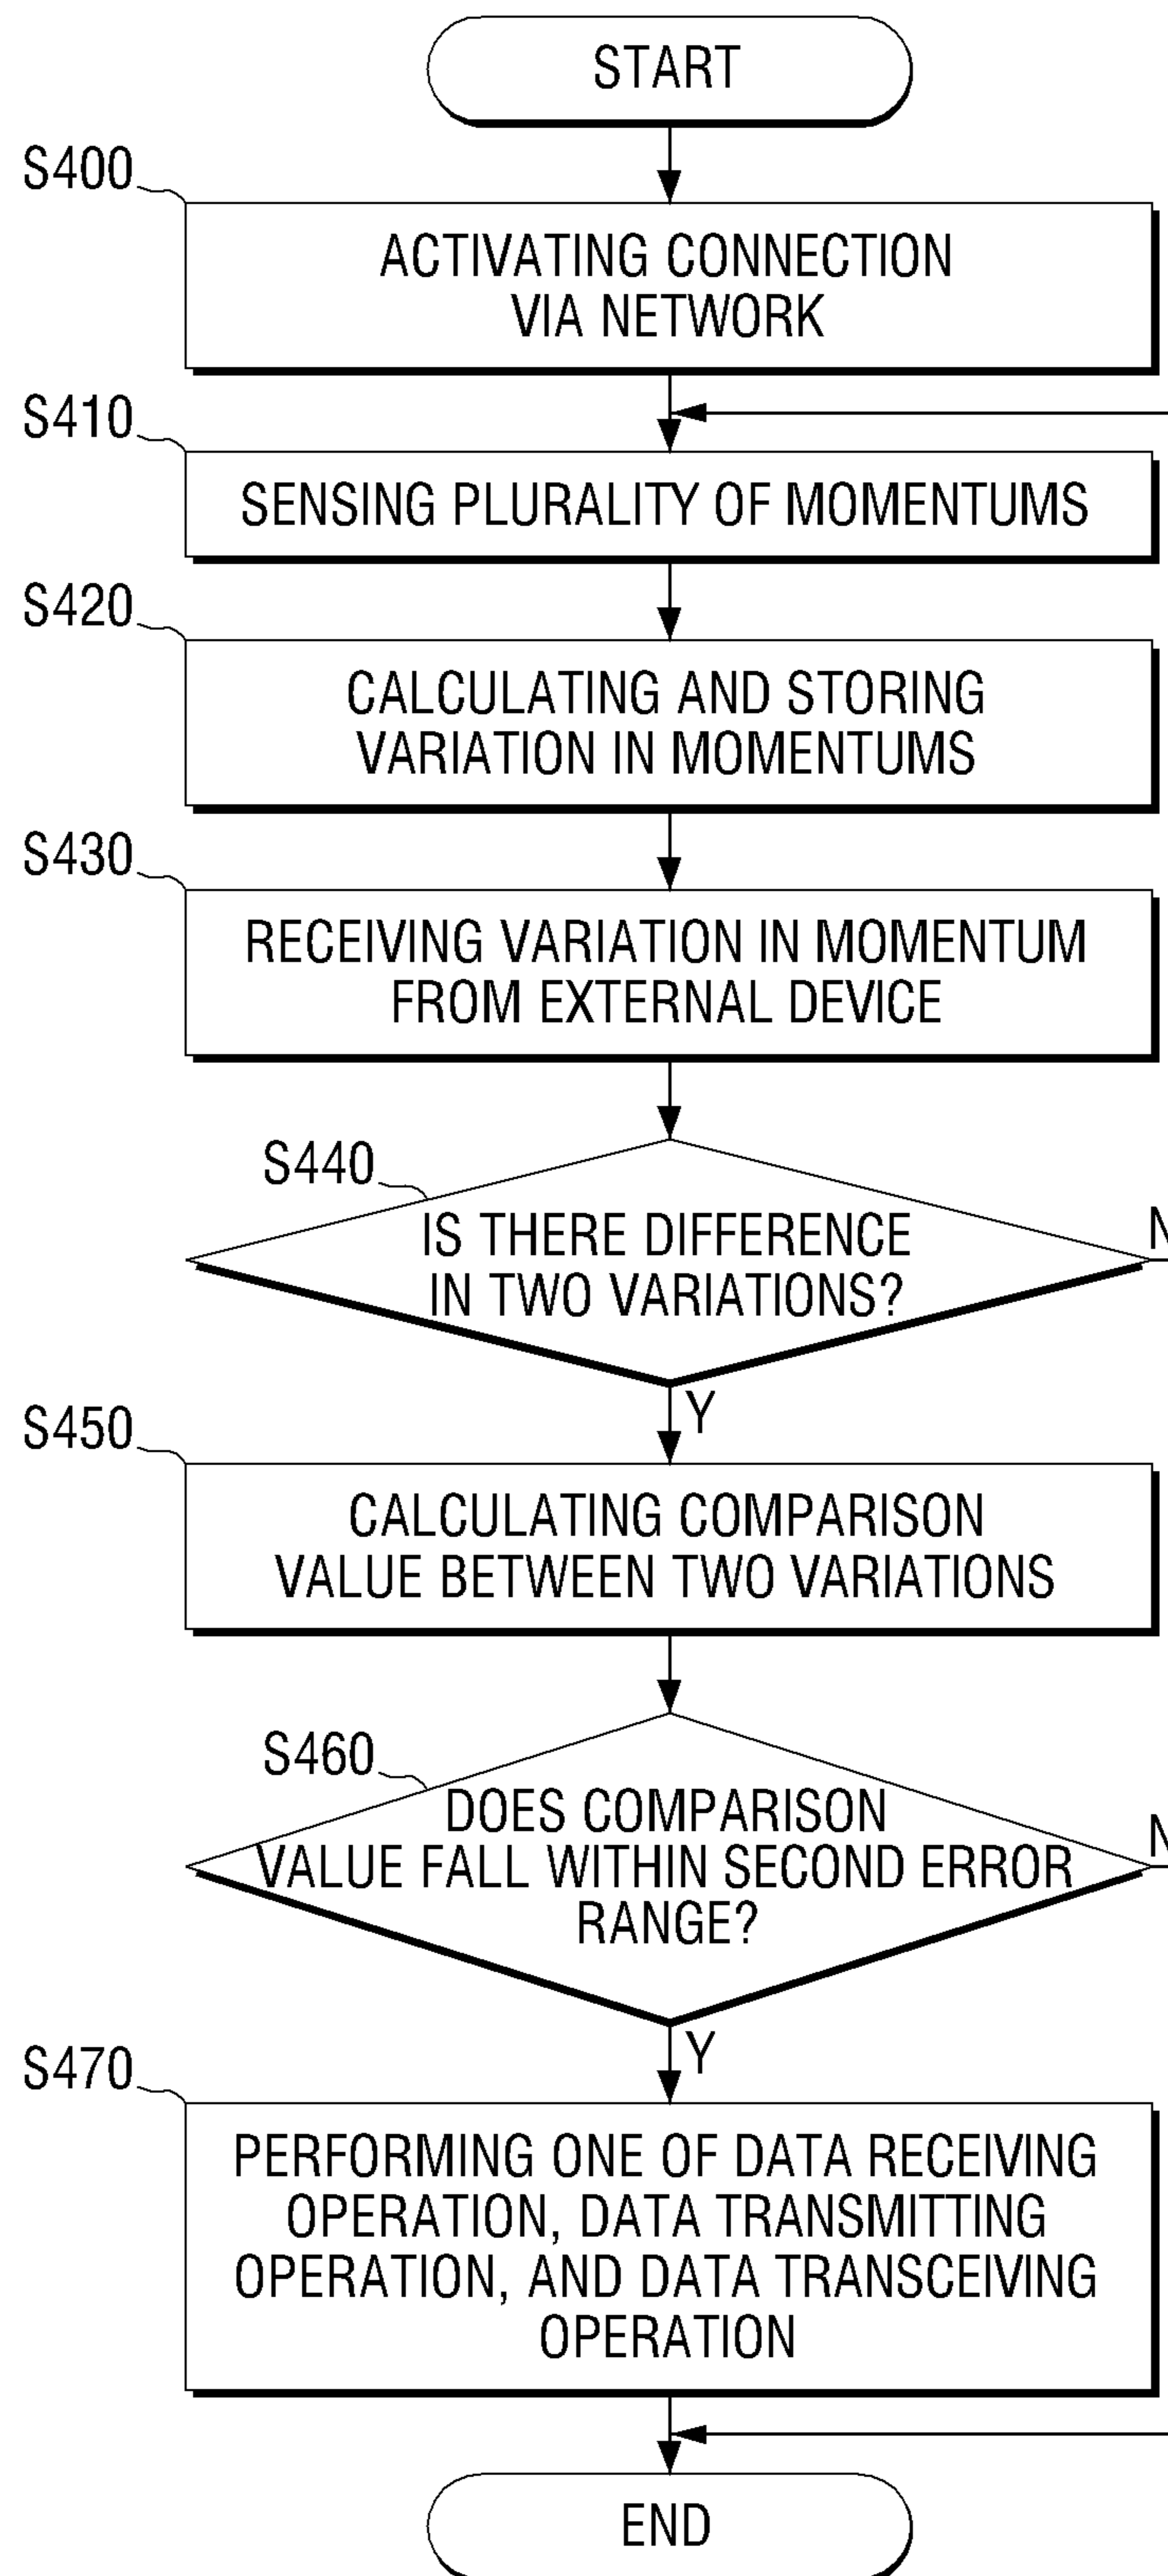 START
S400
ACTIVATING CONNECTION
VIA NETWORK
S410
SENSING PLURALITY OF MOMENTUMS
S420
CALCULATING AND STORING
VARIATION IN MOMENTUMS
S430
RECEIVING VARIATION IN MOMENTUM
FROM EXTERNAL DEVICE
S440
IS THERE DIFFERENCE
IN TWO VARIATIONS?
N
Y
S450
CALCULATING COMPARISON
VALUE BETWEEN TWO VARIATIONS
S460
DOES COMPARISON
VALUE FALL WITHIN SECOND ERROR
RANGE?
N
Y
S470
PERFORMING ONE OF DATA RECEIVING
OPERATION, DATA TRANSMITTING
OPERATION, AND DATA TRANSCEIVING
OPERATION
END